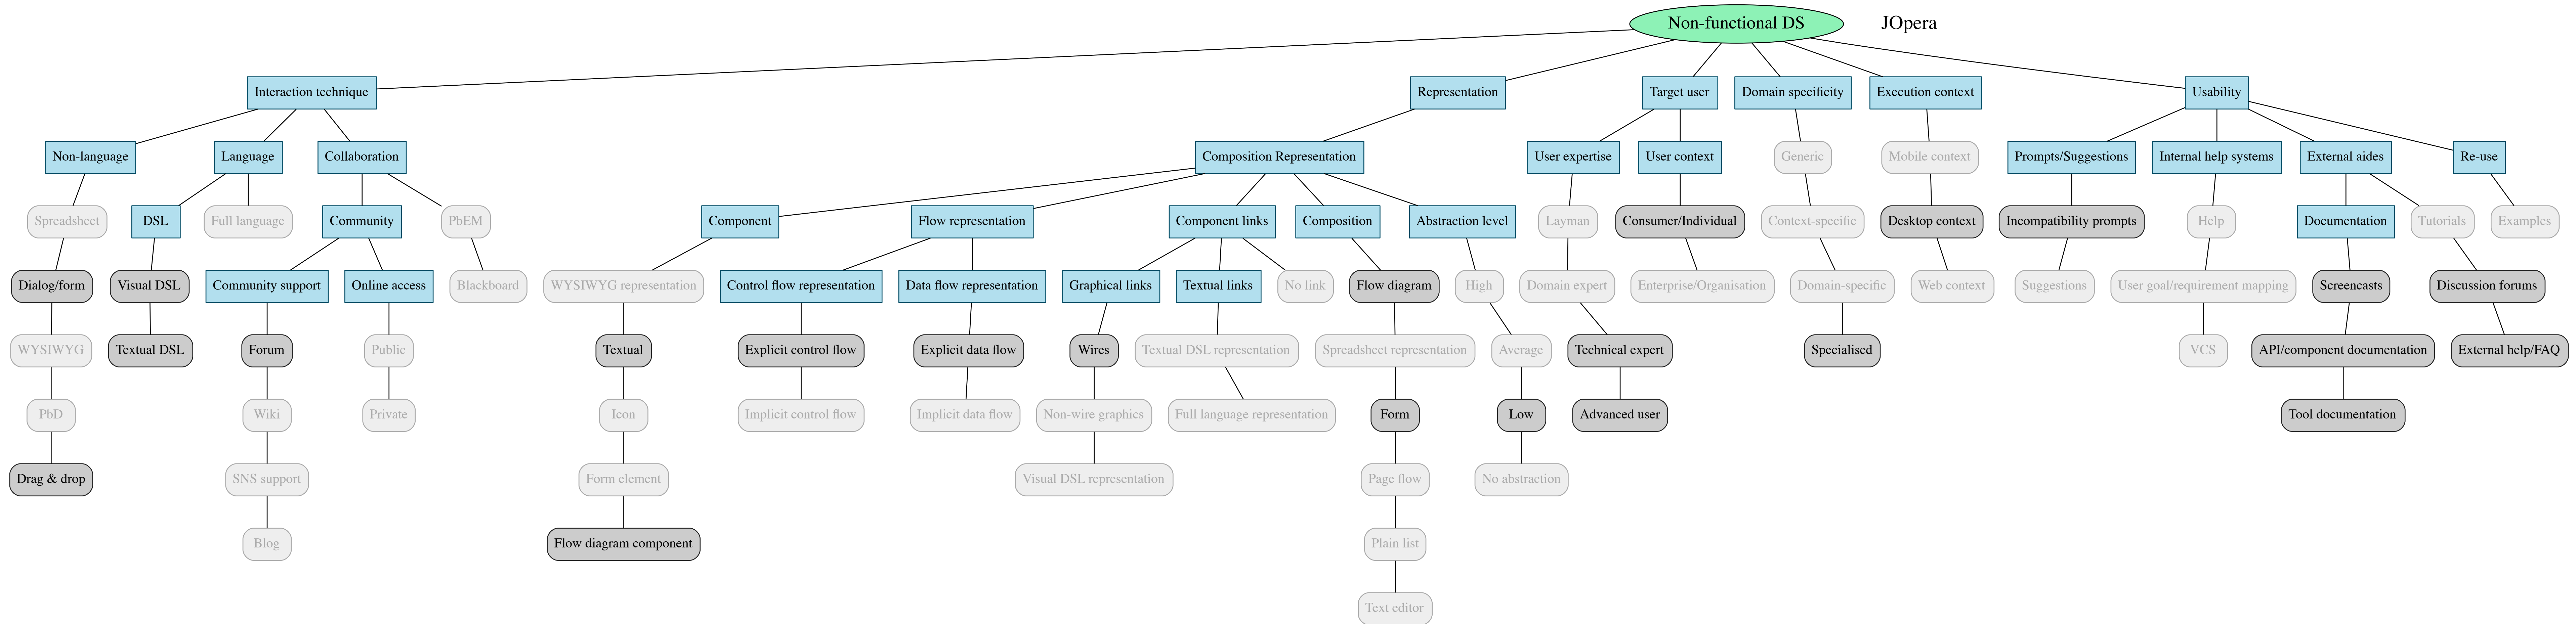 Non-functional DS
JOpera
Interaction technique
Representation
Target user
Domain specificity
Execution context
Usability
Non-language
Language
Collaboration
Composition Representation
User expertise
User context
Generic
Mobile context
Prompts/Suggestions
Internal help systems
External aides
Re-use
Spreadsheet
DSL
Full language
Community
PbEM
Component
Flow representation
Component links
Composition
Abstraction level
Layman
Consumer/Individual
Context-specific
Desktop context
Incompatibility prompts
Help
Documentation
Tutorials
Examples
Dialog/form
Visual DSL
Community support
Online access
Blackboard
WYSIWYG representation
Control flow representation
Data flow representation
Graphical links
Textual links
No link
Flow diagram
High
Domain expert
Enterprise/Organisation
Domain-specific
Web context
Suggestions
User goal/requirement mapping
Screencasts
Discussion forums
WYSIWYG
Textual DSL
Forum
Public
Textual
Explicit control flow
Explicit data flow
Wires
Textual DSL representation
Spreadsheet representation
Average
Technical expert
Specialised
VCS
API/component documentation
External help/FAQ
PbD
Wiki
Private
Icon
Implicit control flow
Implicit data flow
Non-wire graphics
Full language representation
Form
Low
Advanced user
Tool documentation
Drag & drop
SNS support
Form element
Visual DSL representation
Page flow
No abstraction
Blog
Flow diagram component
Plain list
Text editor